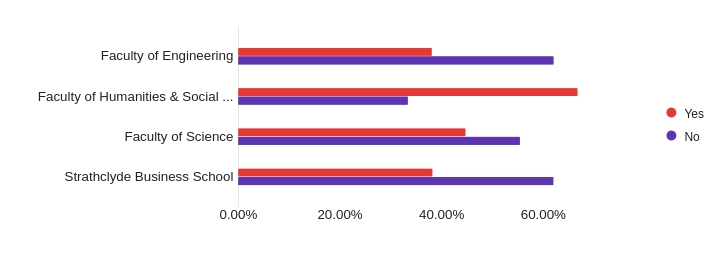 Faculty of Engineering
Faculty of Humanities & Social ...
Faculty of Science
Strathclyde Business School
0.00% 20.00% 40.00% 60.00%
Yes
No